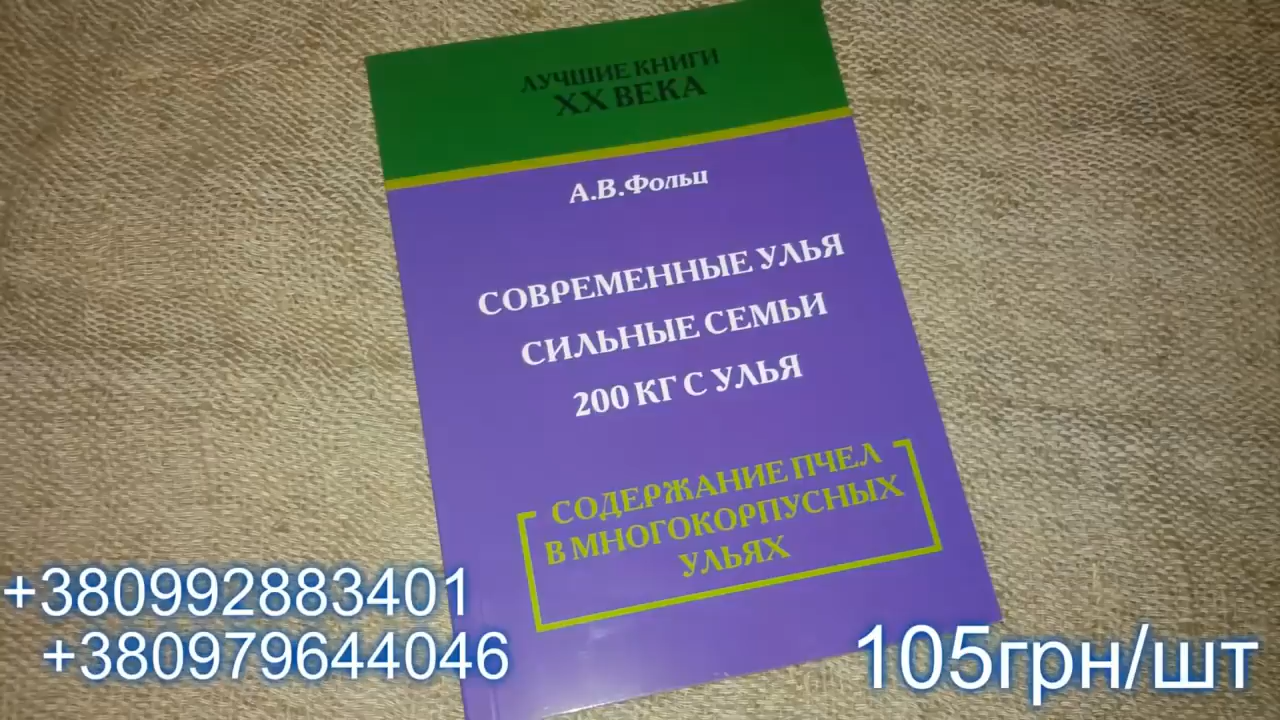 ЛУЧШИЕ КНИГИ
XX ВЕКА
А.В.Фольц
СОВРЕМЕННЫЕ УЛЬЯ
СИЛЬНЫЕ СЕМЬИ
200 КГ С УЛЬЯ
СОДЕРЖАНИЕ ПЧЕЛ
В МНОГОКОРПУСНЫХ
УЛЬЯХ
+380992883401
+380979644046
105грн/шт